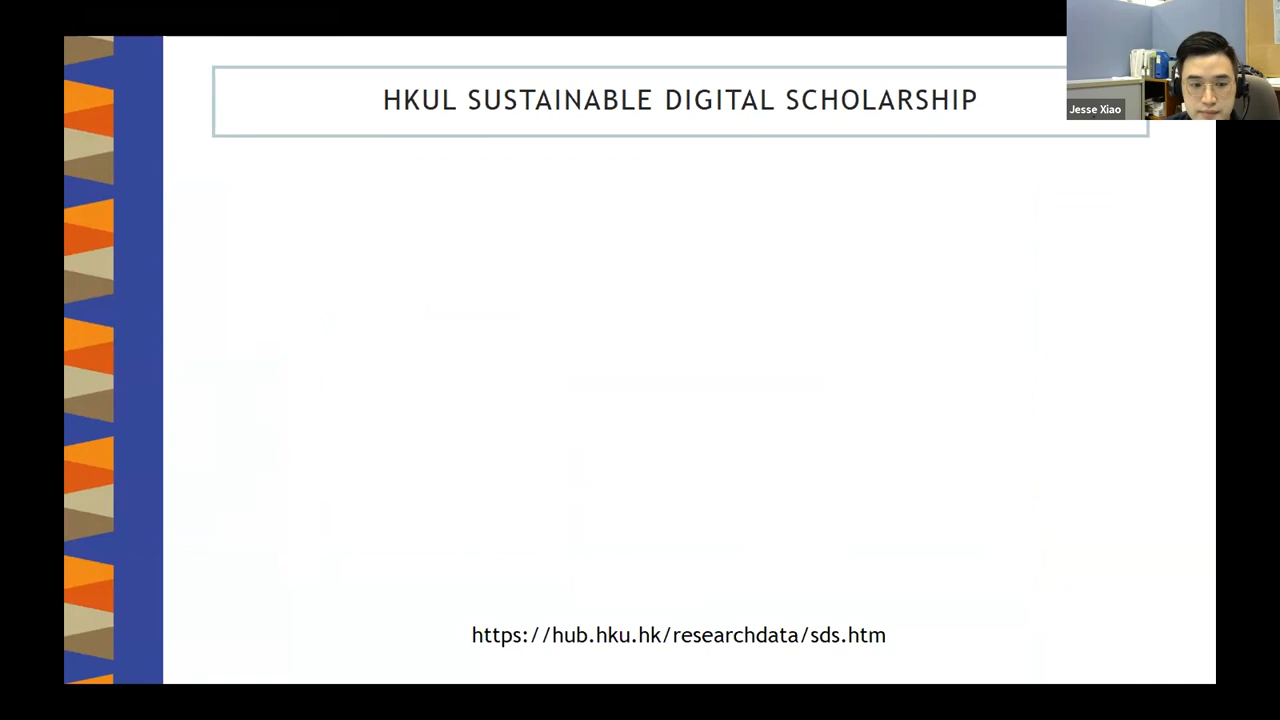 HKUL SUSTAINABLE DIGITAL SCHOLARSHIP
Jesse Xiao
https://hub.hku.hk/researchdata/sds.htm